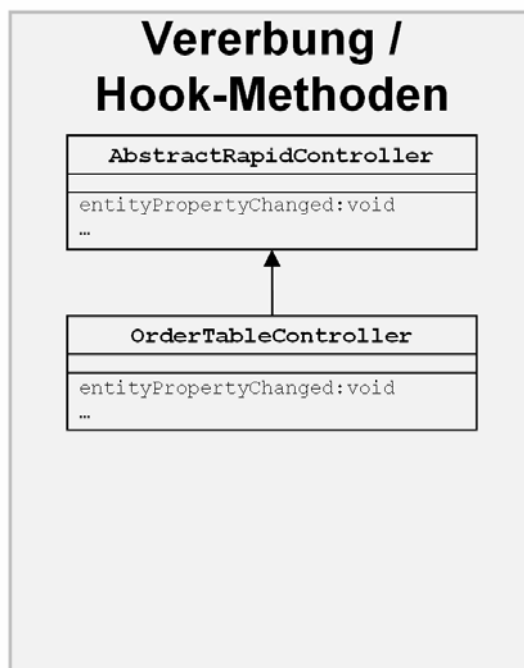 Vererbung /
Hook-Methoden
AbstractRapidController
entityPropertyChanged:void
…
OrderTableController
entityPropertyChanged:void
…